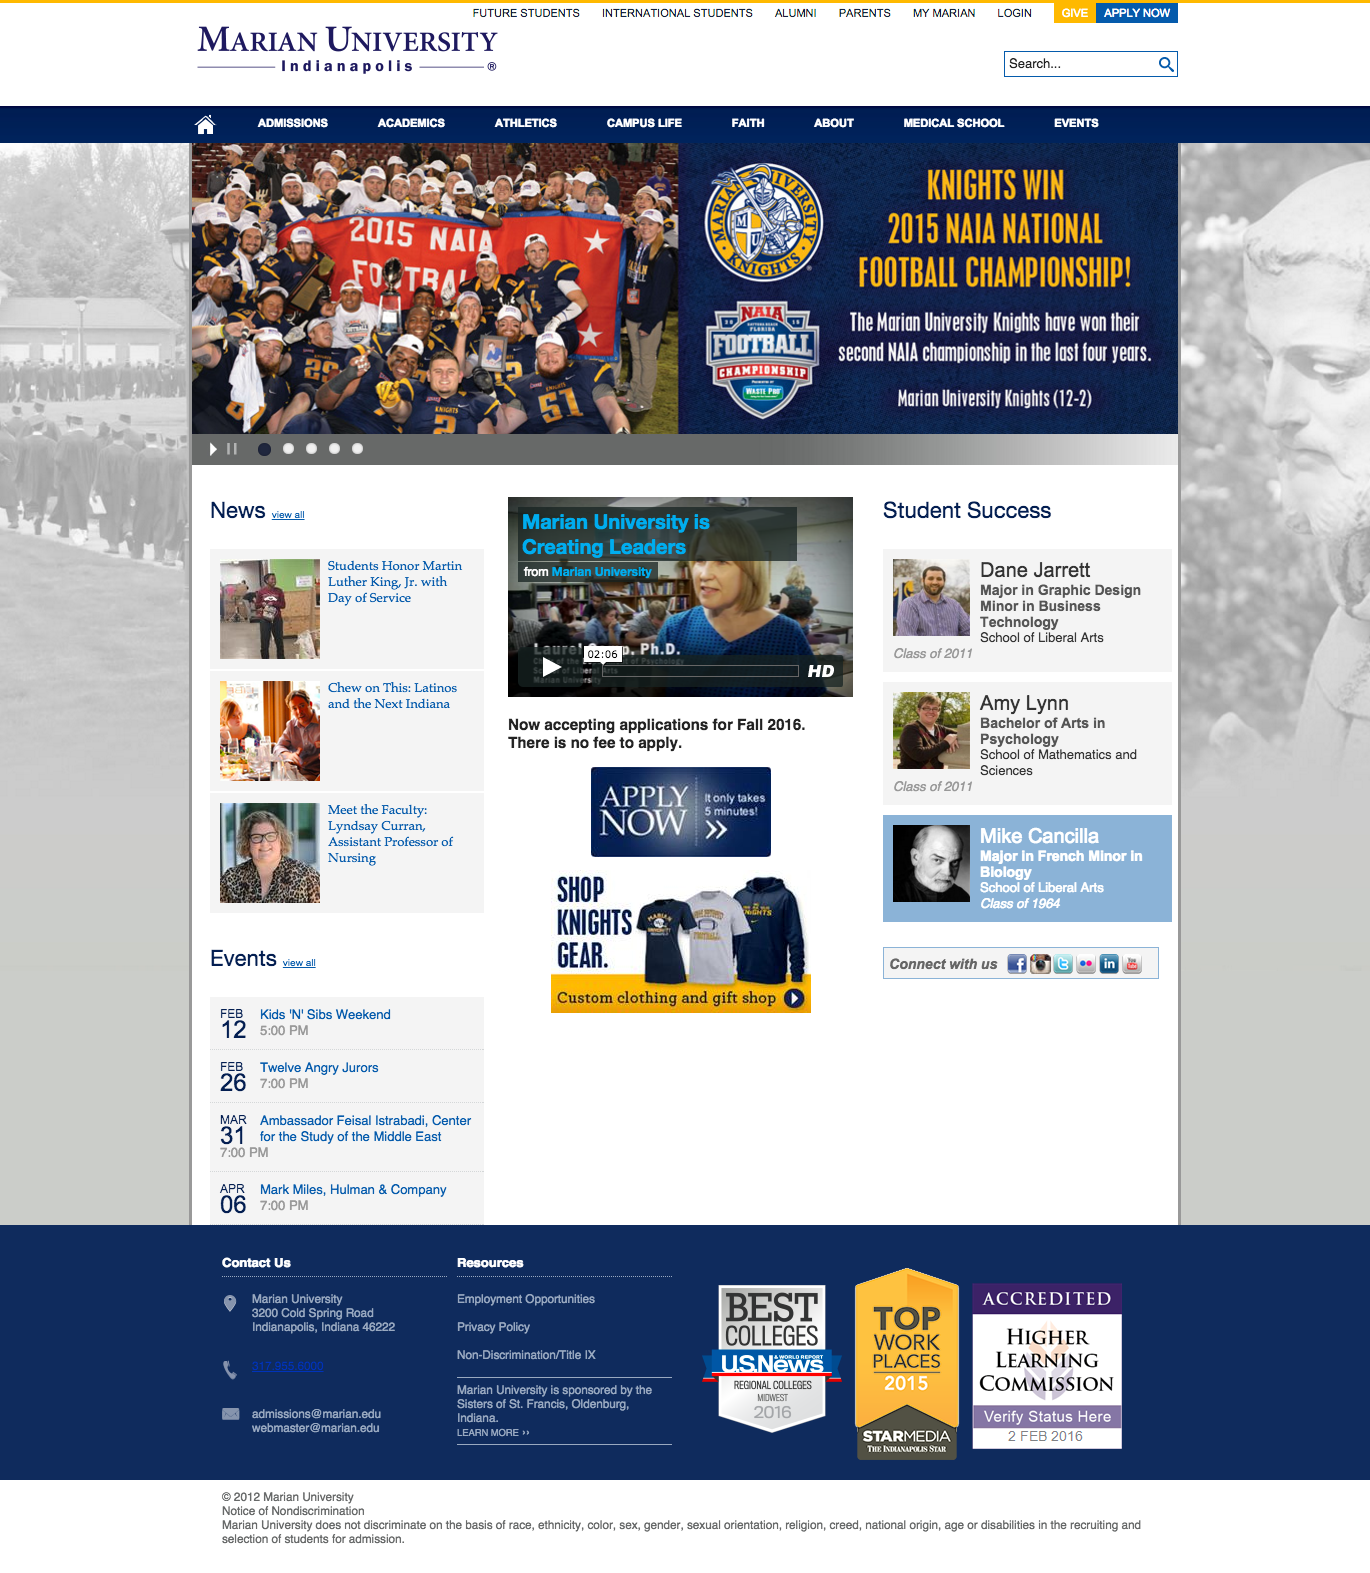 FUTURE STUDENTS INTERNATIONAL STUDENTS ALUMNI PARENTS MY MARIAN LOGIN GIVE APPLY NOW
MARIAN UNIVERSITY
Indianapolis ®
Search...
ADMISSIONS ACADEMICS ATHLETICS CAMPUS LIFE FAITH ABOUT MEDICAL SCHOOL EVENTS
2015 NAIA
FOOTBA
KNIGHTS
2
51
MARIAN UNIVERSITY
M U
KNIGHTS
NAIA
FOOTBALL
CHAMPIONSHIP
WASTE PRO
KNIGHTS WIN
2015 NAIA NATIONAL
FOOTBALL CHAMPIONSHIP!
The Marian University Knights have won their
second NAIA championship in the last four years.
Marian University Knights (12-2)
News view all
Students Honor Martin
Luther King, Jr. with
Day of Service
Chew on This: Latinos
and the Next Indiana
Meet the Faculty:
Lyndsay Curran,
Assistant Professor of
Nursing
Events view all
FEB
12
Kids 'N' Sibs Weekend
5:00 PM
FEB
26
Twelve Angry Jurors
7:00 PM
MAR
31
Ambassador Feisal Istrabadi, Center
for the Study of the Middle East
7:00 PM
APR
06
Mark Miles, Hulman & Company
7:00 PM
Marian University is
Creating Leaders
from Marian University
02:06
HD
Now accepting applications for Fall 2016.
There is no fee to apply.
APPLY
NOW
It only takes
5 minutes!
SHOP
KNIGHTS
GEAR.
Custom clothing and gift shop
Student Success
Dane Jarrett
Major in Graphic Design
Minor in Business
Technology
School of Liberal Arts
Class of 2011
Amy Lynn
Bachelor of Arts in
Psychology
School of Mathematics and
Sciences
Class of 2011
Mike Cancilla
Major in French Minor in
Biology
School of Liberal Arts
Class of 1964
Connect with us
Contact Us
Marian University
3200 Cold Spring Road
Indianapolis, Indiana 46222
317.955.6000
admissions@marian.edu
webmaster@marian.edu
Resources
Employment Opportunities
Privacy Policy
Non-Discrimination/Title IX
Marian University is sponsored by the
Sisters of St. Francis, Oldenburg,
Indiana.
LEARN MORE ››
BEST
COLLEGES
U.S.News
& WORLD REPORT
REGIONAL COLLEGES
MIDWEST
2016
TOP
WORK
PLACES
2015
STARMEDIA
THE INDIANAPOLIS STAR
ACCREDITED
HIGHER
LEARNING
COMMISSION
Verify Status Here
2 FEB 2016
© 2012 Marian University
Notice of Nondiscrimination
Marian University does not discriminate on the basis of race, ethnicity, color, sex, gender, sexual orientation, religion, creed, national origin, age or disabilities in the recruiting and
selection of students for admission.